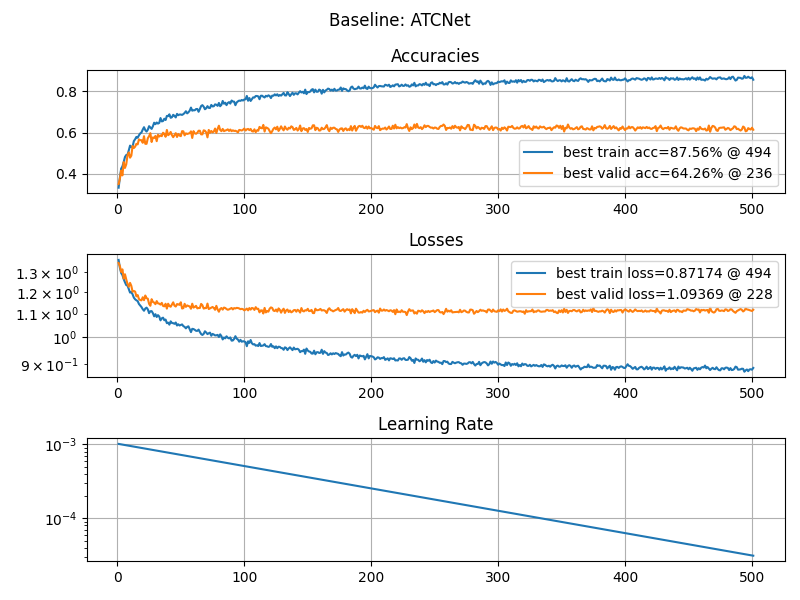 Baseline: ATCNet
Accuracies
0.8
0.6
0.4
best train acc=87.56% @ 494
best valid acc=64.26% @ 236
0 100 200 300 400 500
Losses
1.3 × 10⁰
1.2 × 10⁰
1.1 × 10⁰
10⁰
9 × 10⁻¹
best train loss=0.87174 @ 494
best valid loss=1.09369 @ 228
0 100 200 300 400 500
Learning Rate
10⁻³
10⁻⁴
0 100 200 300 400 500